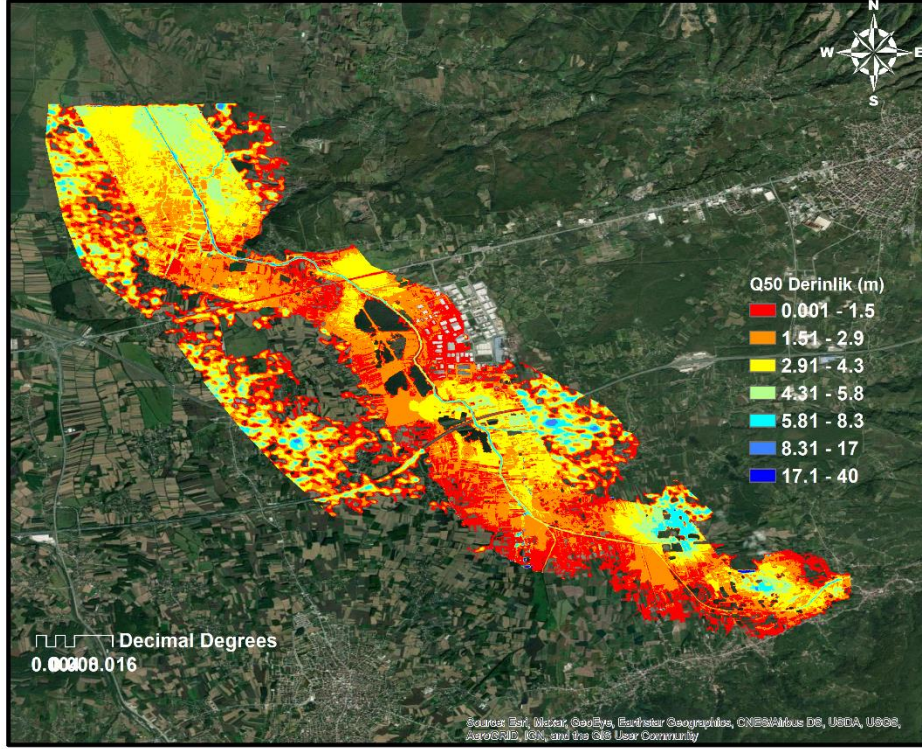 N
W E
S
Q50 Derinlik (m)
0.001 - 1.5
1.51 - 2.9
2.91 - 4.3
4.31 - 5.8
5.81 - 8.3
8.31 - 17
17.1 - 40
Decimal Degrees
0.016
Source: Esri, Maxar, GeoEye, Earthstar Geographics, CNES/Airbus DS, USDA, USGS,
AeroGRID, IGN, and the GIS User Community